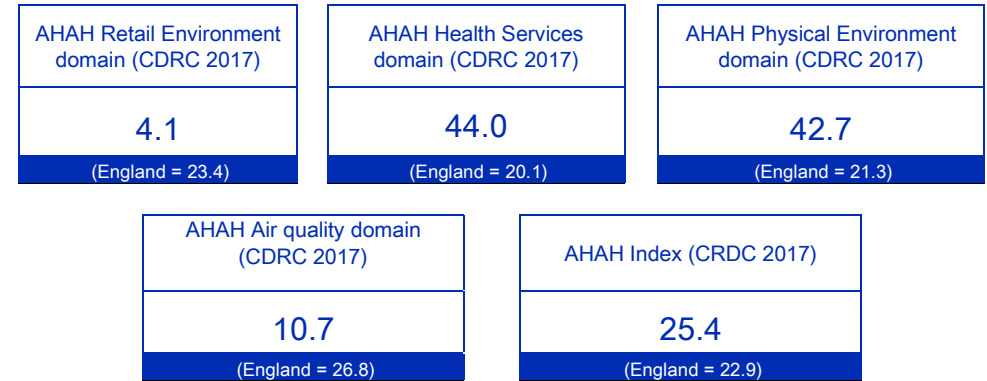 AHAH Retail Environment
domain (CDRC 2017)
4.1
(England = 23.4)
AHAH Health Services
domain (CDRC 2017)
44.0
(England = 20.1)
AHAH Physical Environment
domain (CDRC 2017)
42.7
(England = 21.3)
AHAH Air quality domain
(CDRC 2017)
10.7
(England = 26.8)
AHAH Index (CRDC 2017)
25.4
(England = 22.9)